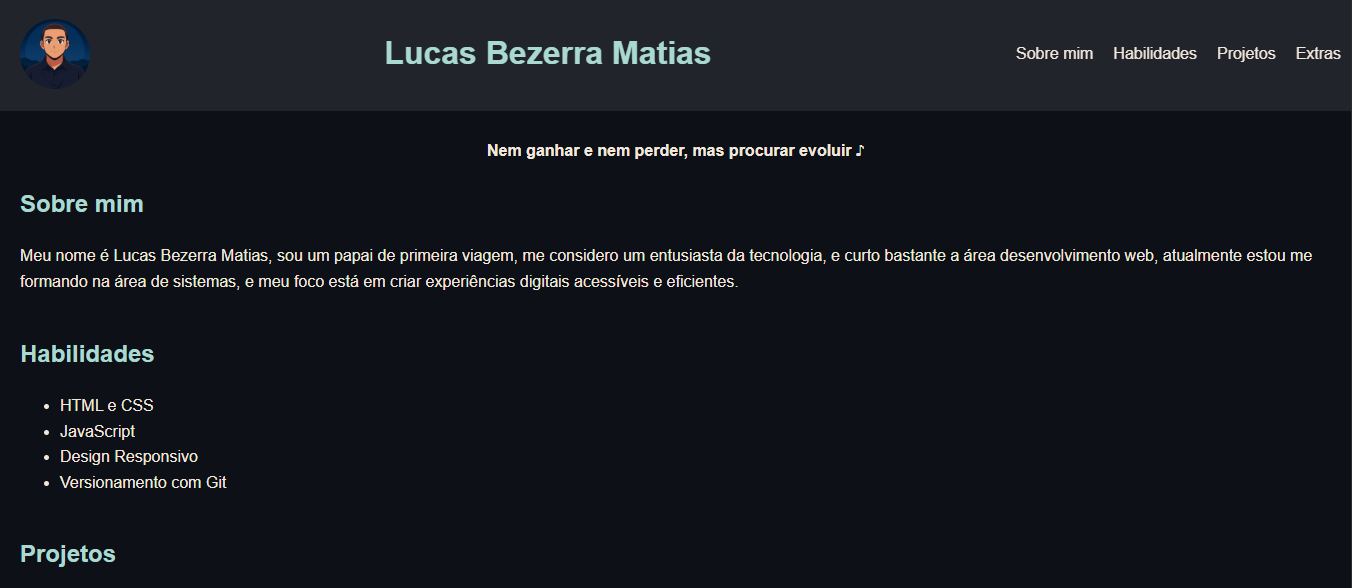 Lucas Bezerra Matias
Sobre mim Habilidades Projetos Extras
Nem ganhar e nem perder, mas procurar evoluir ♪
Sobre mim
Meu nome é Lucas Bezerra Matias, sou um papai de primeira viagem, me considero um entusiasta da tecnologia, e curto bastante a área desenvolvimento web, atualmente estou me
formando na área de sistemas, e meu foco está em criar experiências digitais acessíveis e eficientes.
Habilidades
• HTML e CSS
• JavaScript
• Design Responsivo
• Versionamento com Git
Projetos